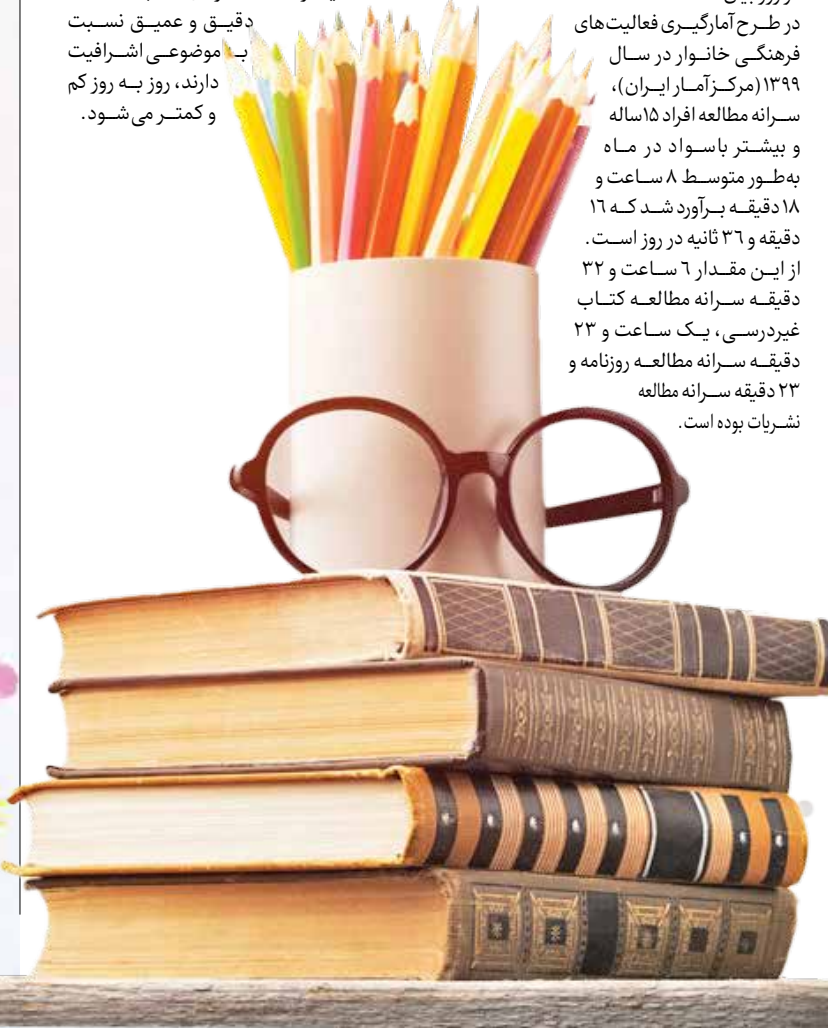 در طرح آمارگیری فعالیت‌های
فرهنگی خانوار در سال
۱۳۹۹ (مرکز آمار ایران)،
سرانه مطالعه افراد ۱۵ساله
و بیشتر باسواد در ماه
به‌طور متوسط ۸ ساعت و
۱۸ دقیقه برآورد شد که ۱۶
دقیقه و ۳۶ ثانیه در روز است.
از این مقدار ۶ ساعت و ۳۲
دقیقه سرانه مطالعه کتاب
غیردرسی، یک ساعت و ۲۳
دقیقه سرانه مطالعه روزنامه و
۲۳ دقیقه سرانه مطالعه
نشریات بوده است.
دقیق و عمیق نسبت
به موضوعی اشرافیت
دارند، روز به روز کم
و کمتر می‌شود.